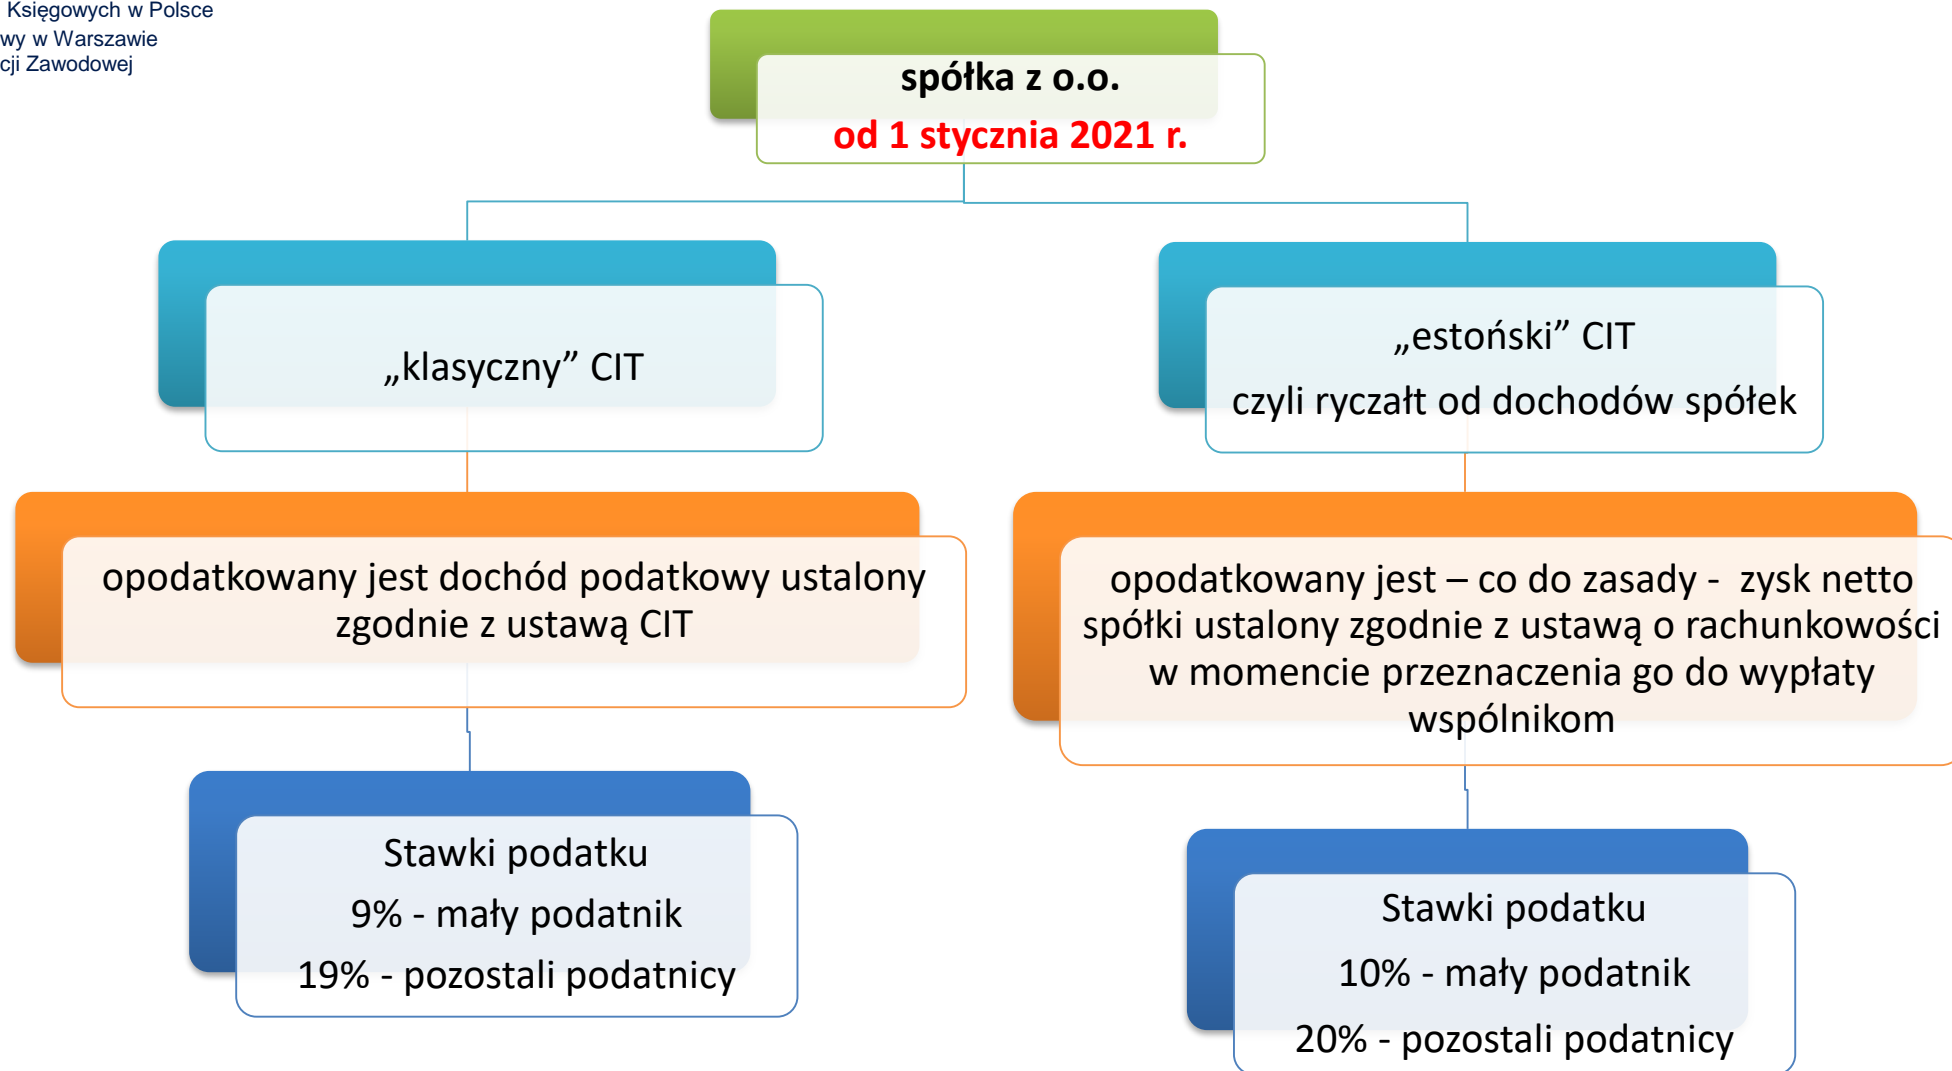 Księgowych w Polsce
wy w Warszawie
cji Zawodowej
spółka z o.o.
od 1 stycznia 2021 r.
„klasyczny” CIT
„estoński” CIT
czyli ryczałt od dochodów spółek
opodatkowany jest dochód podatkowy ustalony
zgodnie z ustawą CIT
opodatkowany jest – co do zasady - zysk netto
spółki ustalony zgodnie z ustawą o rachunkowości
w momencie przeznaczenia go do wypłaty
wspólnikom
Stawki podatku
9% - mały podatnik
19% - pozostali podatnicy
Stawki podatku
10% - mały podatnik
20% - pozostali podatnicy